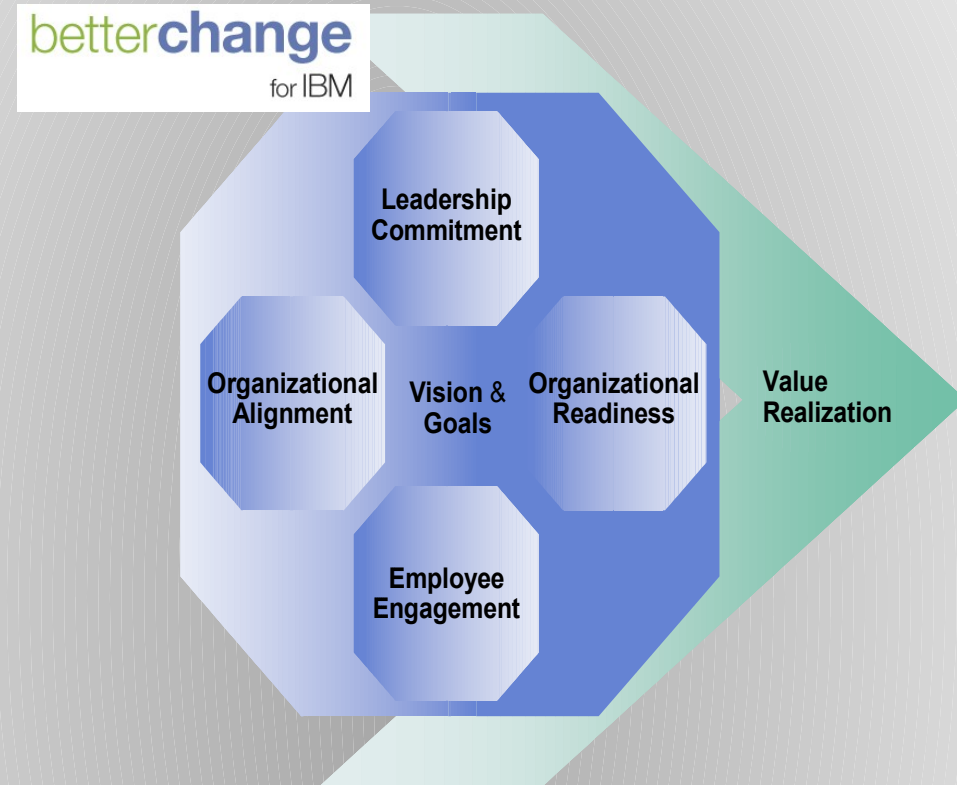 betterchange
for IBM
Leadership
Commitment
Organizational
Alignment
Vision &
Goals
Organizational
Readiness
Value
Realization
Employee
Engagement